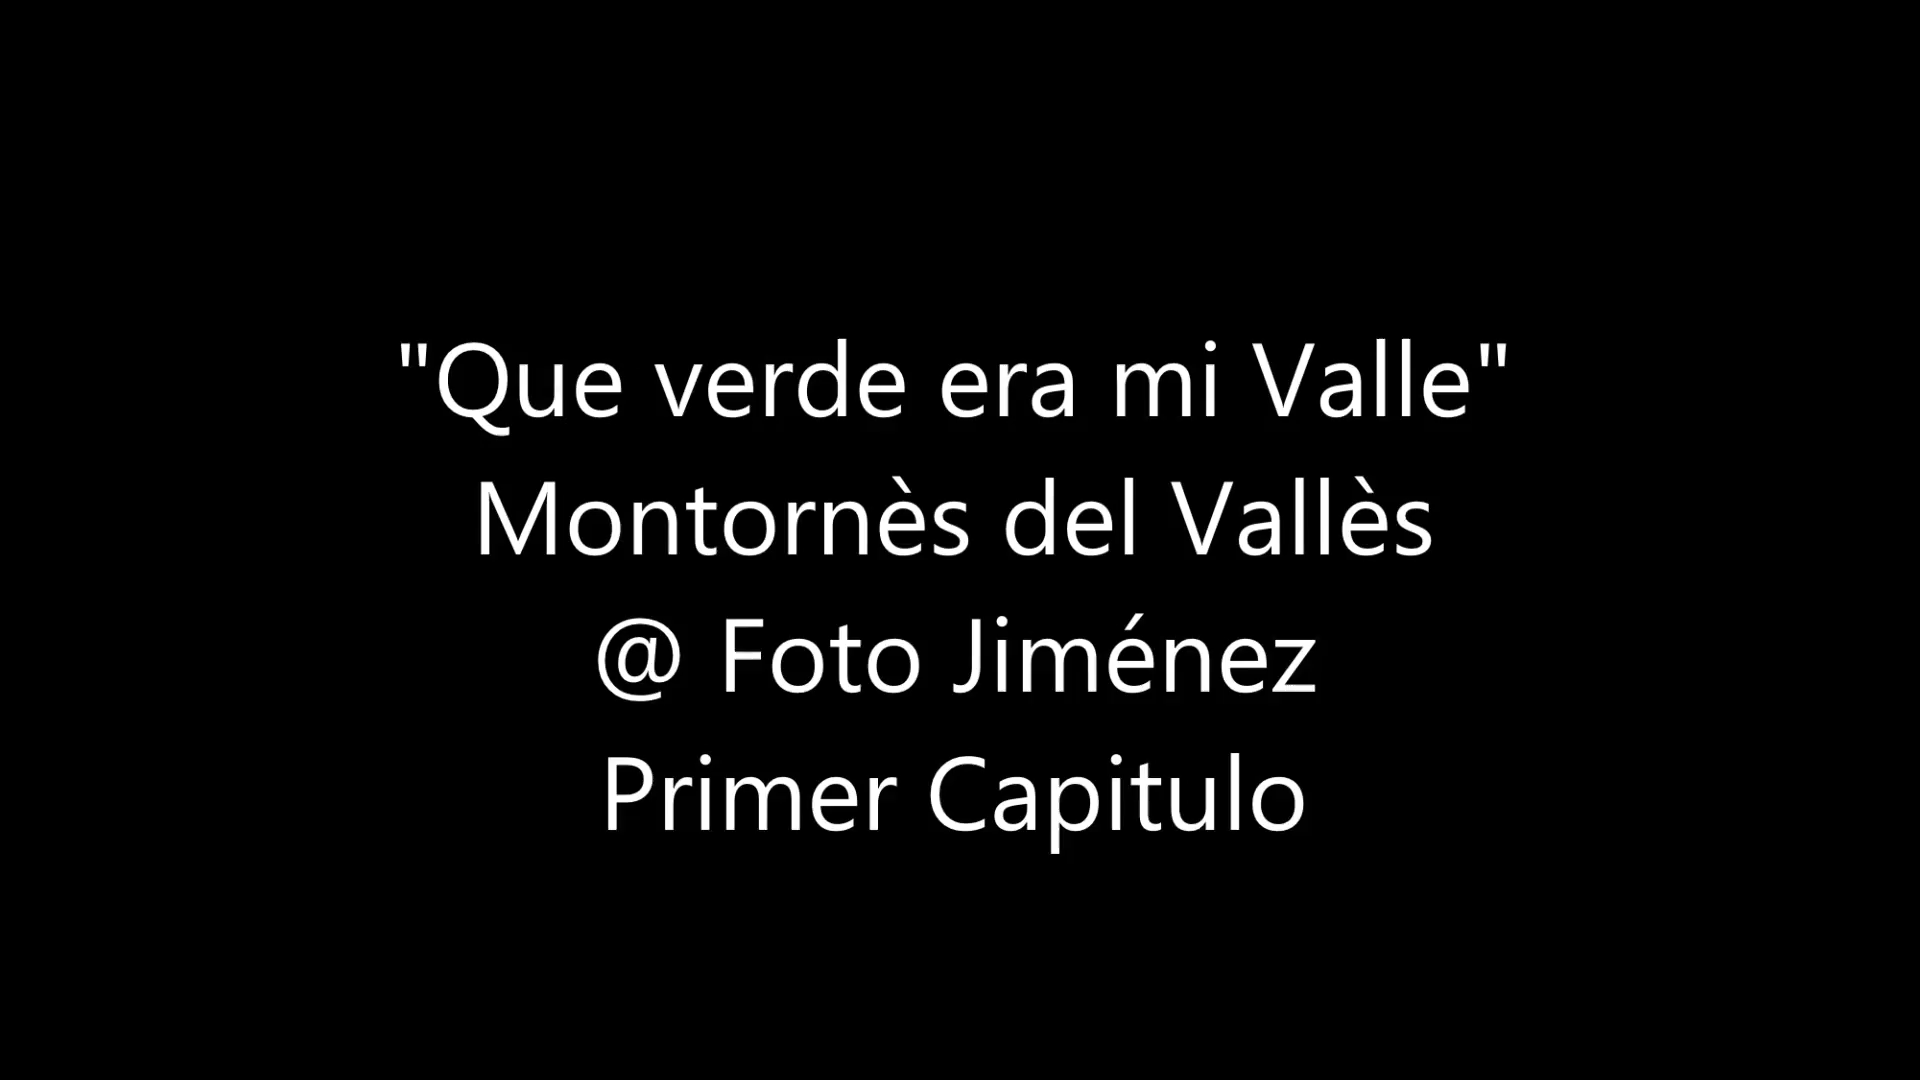 "Que verde era mi Valle"
Montornès del Vallès
@ Foto Jiménez
Primer Capitulo